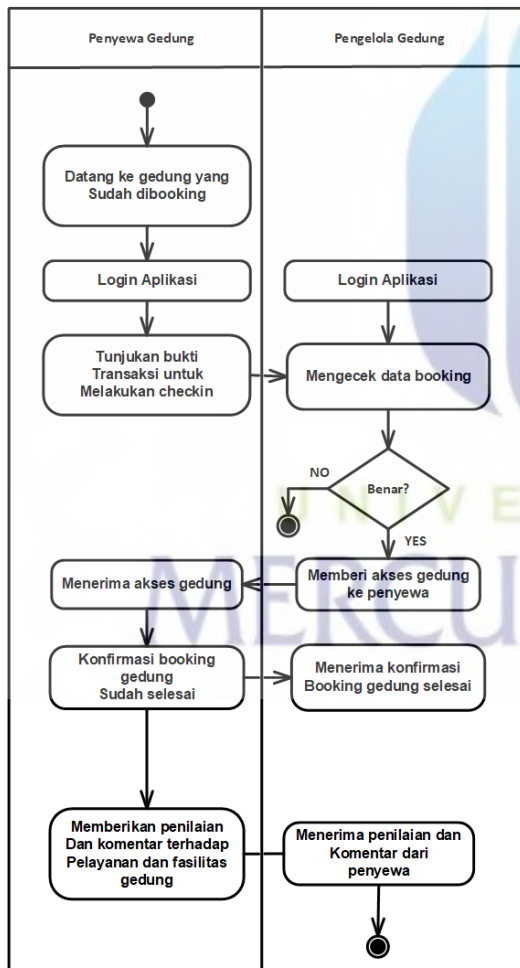 Penyewa Gedung
Pengelola Gedung
Datang ke gedung yang
Sudah dibooking
Login Aplikasi
Login Aplikasi
Tunjukan bukti
Transaksi untuk
Melakukan checkin
Mengecek data booking
NO
Benar?
YES
UNIVE
MERCU
Menerima akses gedung
Memberi akses gedung
ke penyewa
Konfirmasi booking
gedung
Sudah selesai
Menerima konfirmasi
Booking gedung selesai
Memberikan penilaian
Dan komentar terhadap
Pelayanan dan fasilitas
gedung
Menerima penilaian dan
Komentar dari
penyewa